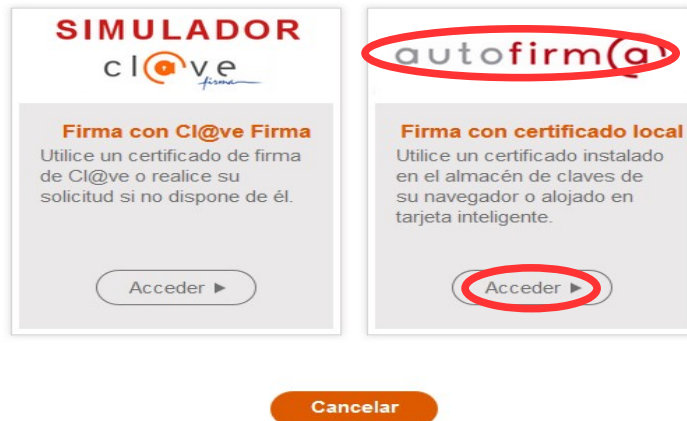 SIMULADOR
cl@ve
firma
Firma con Cl@ve Firma
Utilice un certificado de firma
de Cl@ve o realice su
solicitud si no dispone de él.
Acceder ►
autofirm@
Firma con certificado local
Utilice un certificado instalado
en el almacén de claves de
su navegador o alojado en
tarjeta inteligente.
Acceder ►
Cancelar